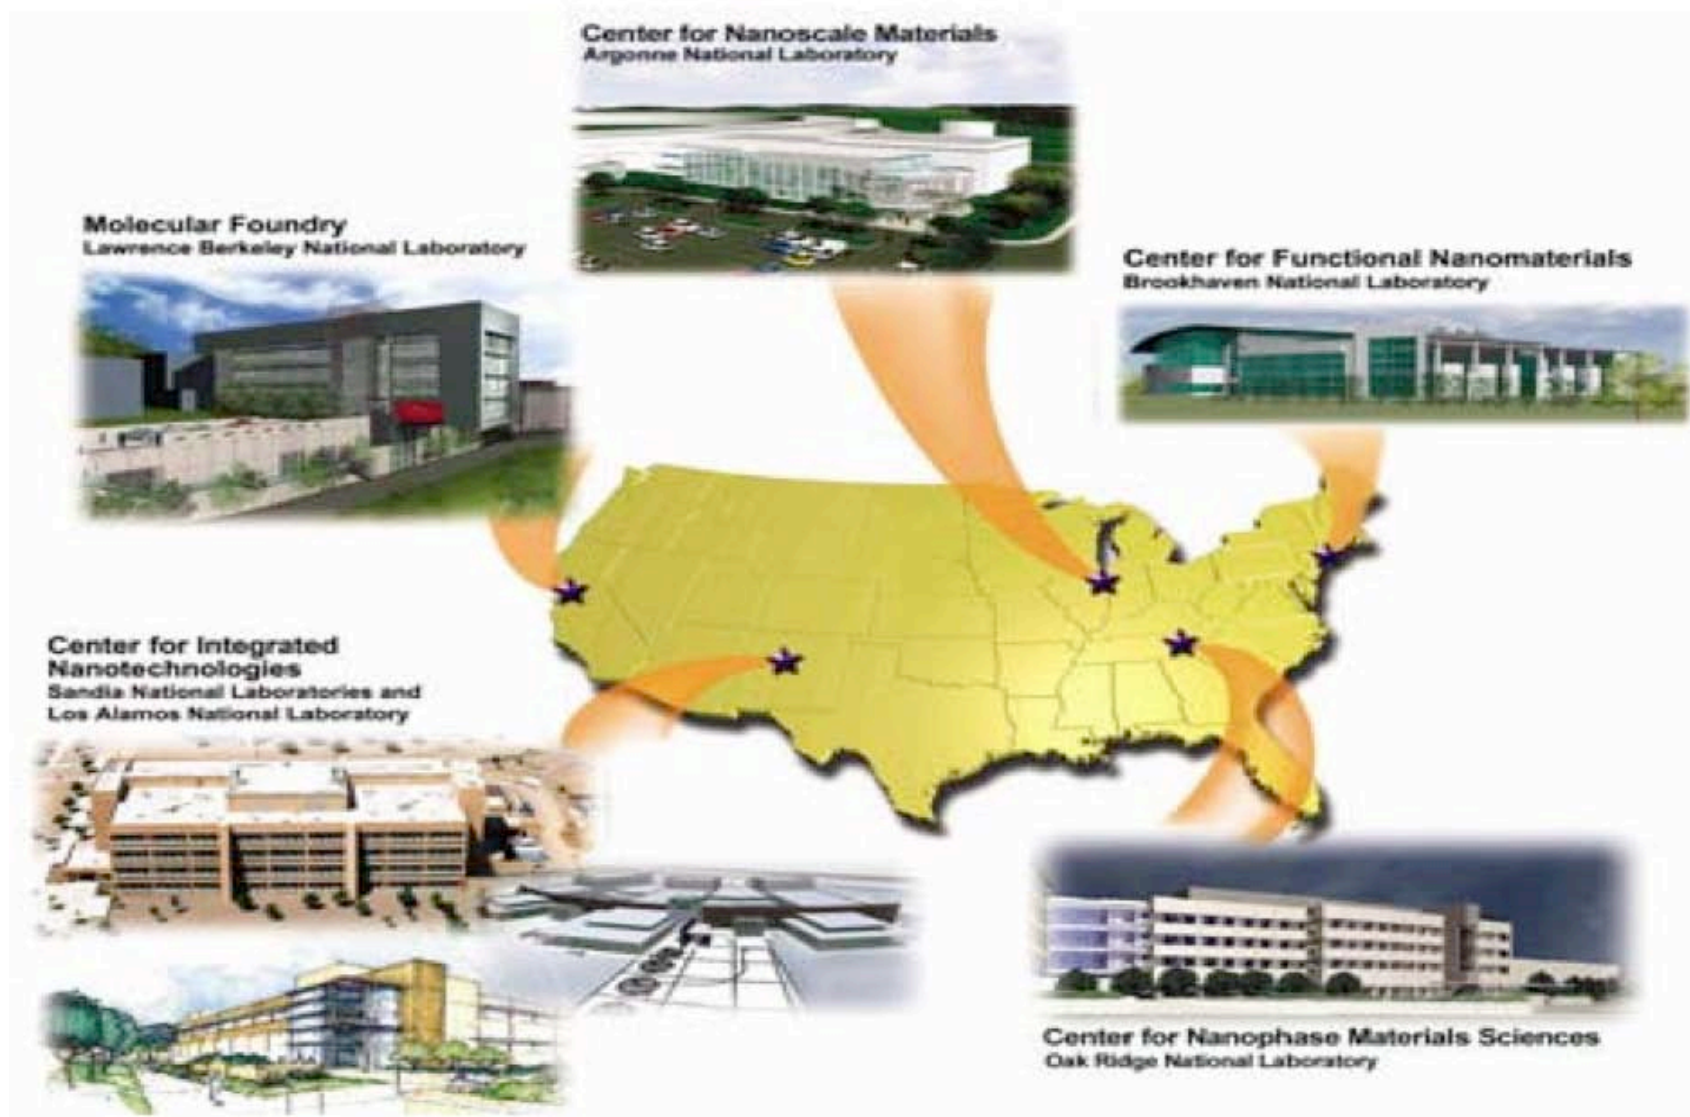 Center for Nanoscale Materials
Argonne National Laboratory
Molecular Foundry
Lawrence Berkeley National Laboratory
Center for Functional Nanomaterials
Brookhaven National Laboratory
Center for Integrated
Nanotechnologies
Sandia National Laboratories and
Los Alamos National Laboratory
Center for Nanophase Materials Sciences
Oak Ridge National Laboratory